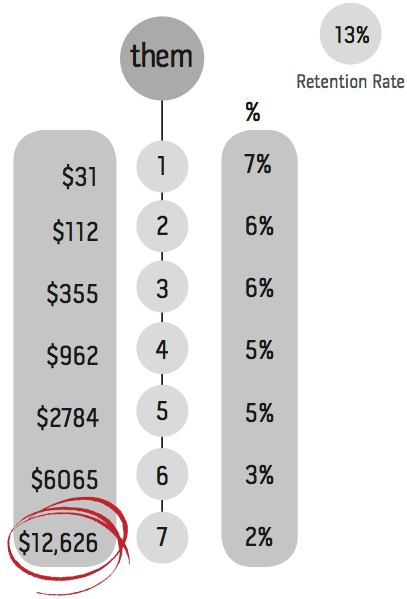 13%
them
Retention Rate
%
$31 1 7%
$112 2 6%
$355 3 6%
$962 4 5%
$2784 5 5%
$6065 6 3%
$12,626 7 2%